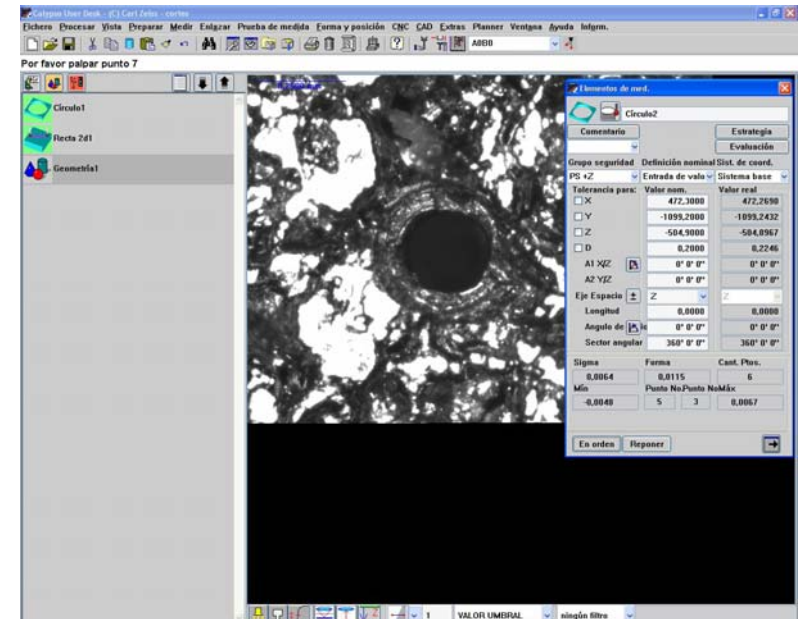 Calypso User Desk - (C) Carl Zeiss - cortes
Fichero Procesar Vista Preparar Medir Enlazar Prueba de medida Forma y posición CNC CAD Extras Planner Ventana Ayuda Inform.
A0B0
Por favor palpar punto 7
Círculo1
Recta 2d1
Geometría1
Elementos de med.
Círculo2
Comentario Estrategia
Evaluación
Grupo seguridad Definición nominal Sist. de coord.
PS +Z Entrada de valo Sistema base
Tolerancia para: Valor nom. Valor real
X 472,3000 472,2690
Y -1099,2000 -1099,2432
Z -504,9000 -504,8967
D 0,2000 0,2246
A1 X/Z 0° 0' 0" 0° 0' 0"
A2 Y/Z 0° 0' 0" 0° 0' 0"
Eje Espacio ± Z Z
Longitud 0,0000 0,0000
Angulo de 0° 0' 0" 0° 0' 0"
Sector angular 360° 0' 0" 360° 0' 0"
Sigma Forma Cant. Ptos.
0,0064 0,0115 6
Mín Punto No. Punto No Máx
-0,0048 5 3 0,0067
En orden Reponer
1 VALOR UMBRAL ningún filtro